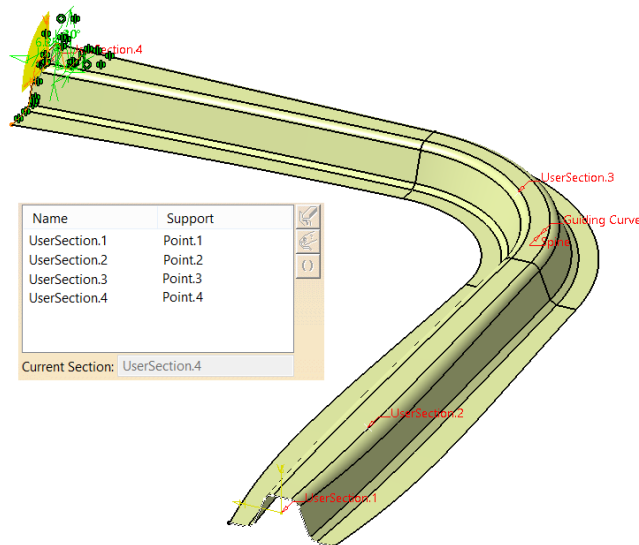 UserSection.4
UserSection.3
Guiding Curve
Spine
Name Support
UserSection.1 Point.1
UserSection.2 Point.2
UserSection.3 Point.3
UserSection.4 Point.4
Current Section: UserSection.4
UserSection.2
UserSection.1